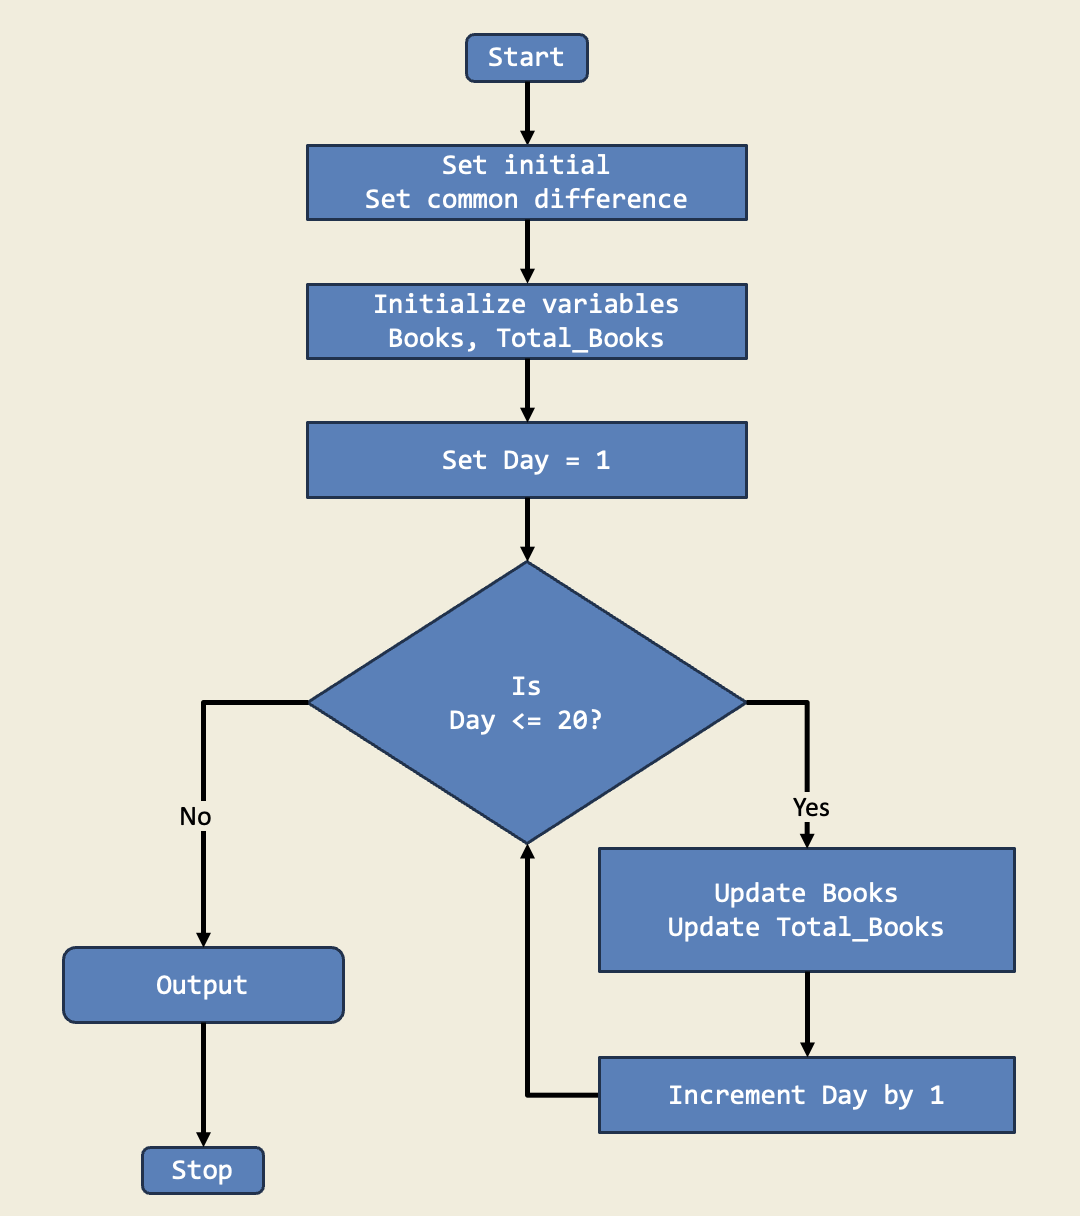 Start
Set initial
Set common difference
Initialize variables
Books, Total_Books
Set Day = 1
Is
Day <= 20?
No
Yes
Update Books
Update Total_Books
Output
Increment Day by 1
Stop